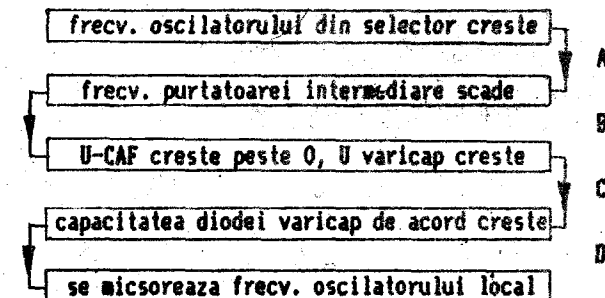 frecv. oscilatorului din selector creste
A
frecv. purtatoarei intermediare scade
B
U-CAF creste peste 0, U varicap creste
C
capacitatea diodei varicap de acord creste
D
se micsoreaza frecv. oscilatorului local